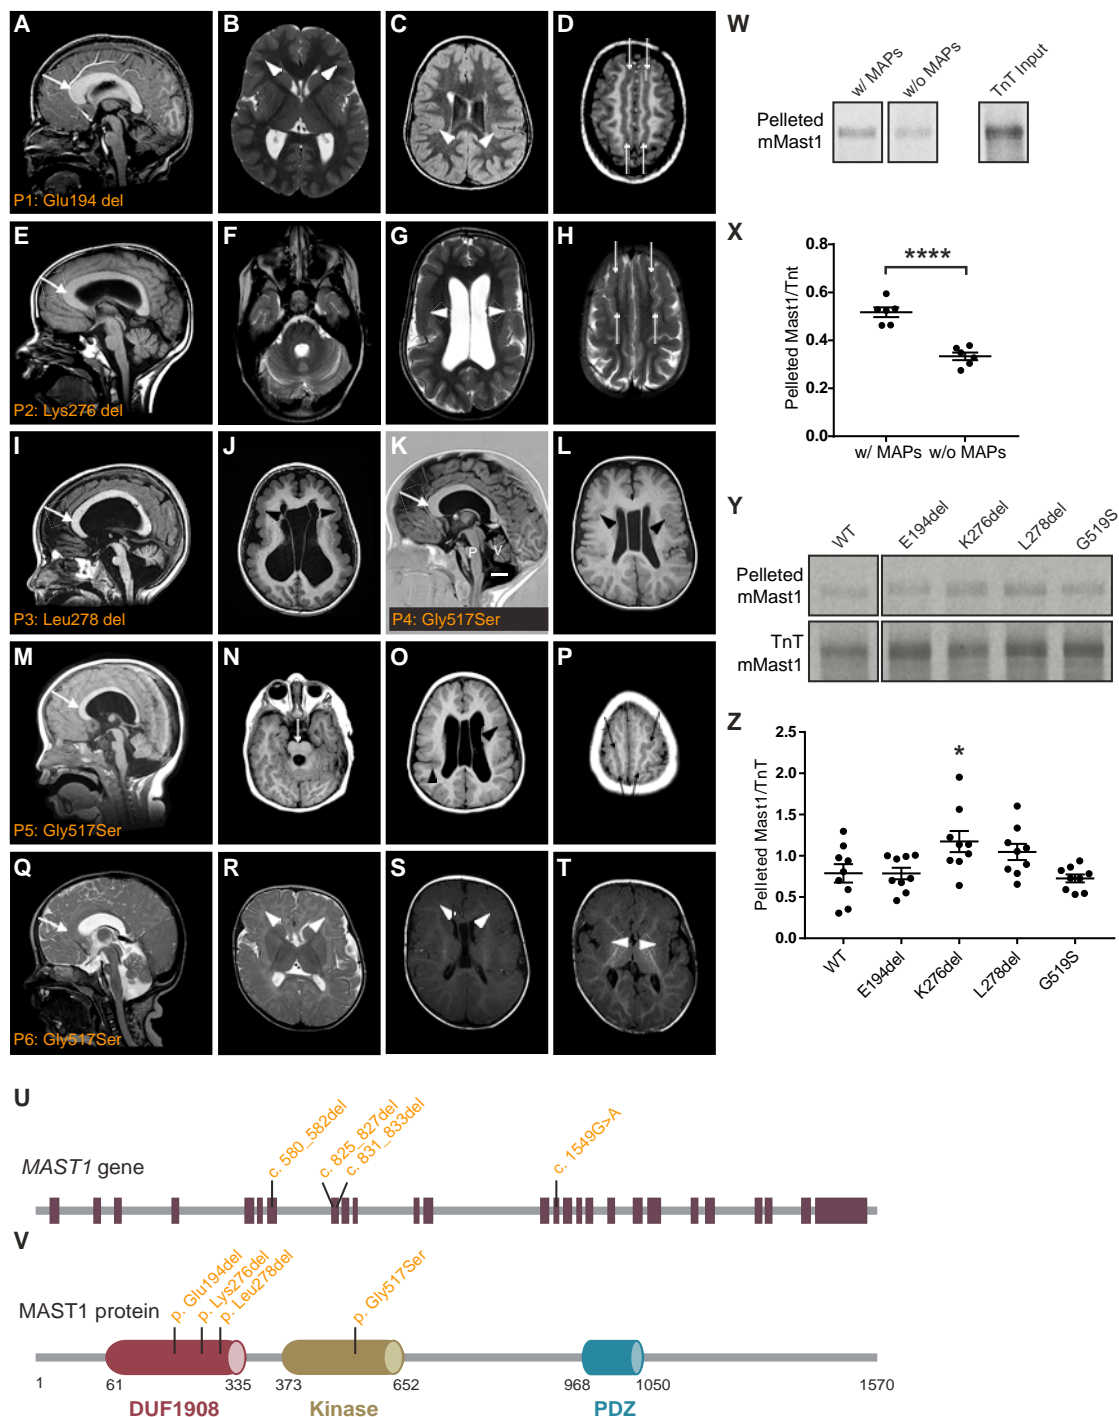 A
B
C
D
P1: Glu194 del
E
F
G
H
P2: Lys276 del
I
J
K
L
P
V
P3: Leu278 del
P4: Gly517Ser
M
N
O
P
P5: Gly517Ser
Q
R
S
T
P6: Gly517Ser
W
w/ MAPs
w/o MAPs
TnT Input
Pelleted
mMast1
X
Pelleted Mast1/Tnt
0.8
0.6
0.4
0.2
0.0
****
w/ MAPs w/o MAPs
Y
WT
E194del
K276del
L278del
G519S
Pelleted
mMast1
TnT
mMast1
Z
Pelleted Mast1/TnT
2.5
2.0
1.5
1.0
0.5
0.0
*
WT
E194del
K276del
L278del
G519S
U
c. 580_582del
c. 825_827del
c. 831_833del
c. 1549G>A
MAST1 gene
V
p. Glu194del
p. Lys276del
p. Leu278del
p. Gly517Ser
MAST1 protein
1
61
335
373
652
968
1050
1570
DUF1908
Kinase
PDZ